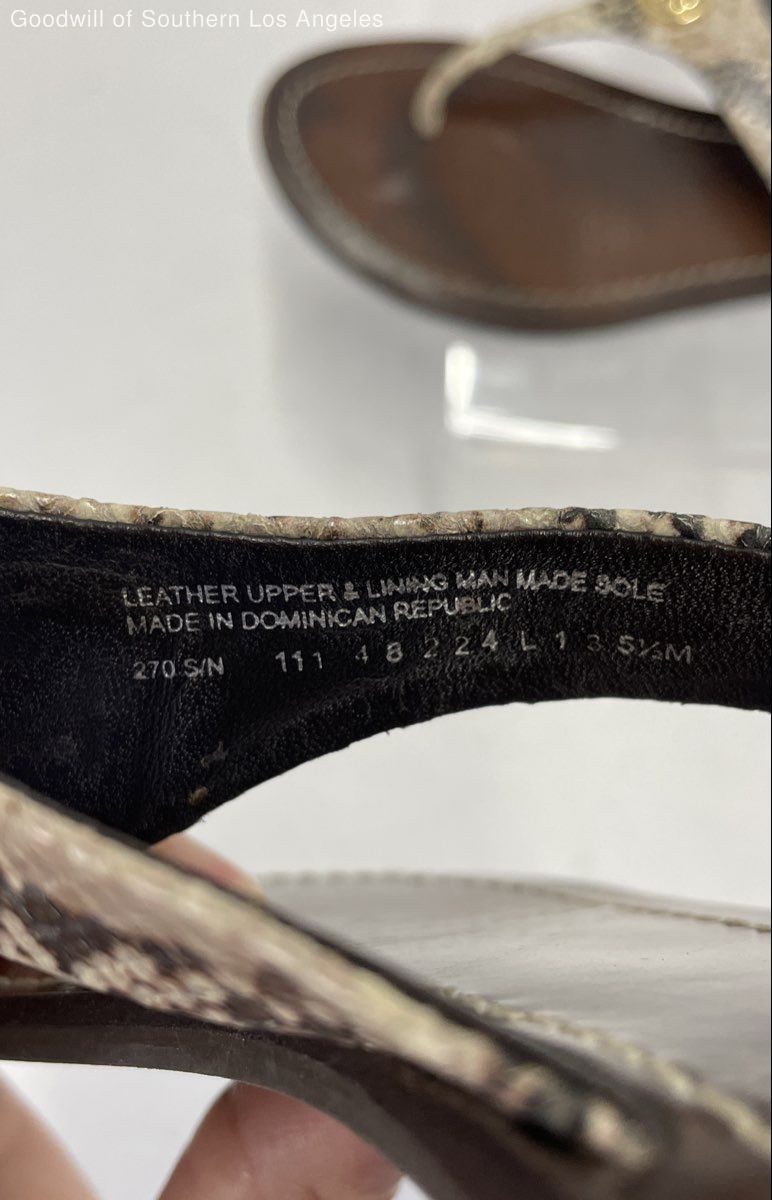 Goodwill of Southern Los Angeles
LEATHER UPPER & LINING MAN MADE SOLE
MADE IN DOMINICAN REPUBLIC
270 S/N 111 4 8 2 2 4 L 1 3 5½M